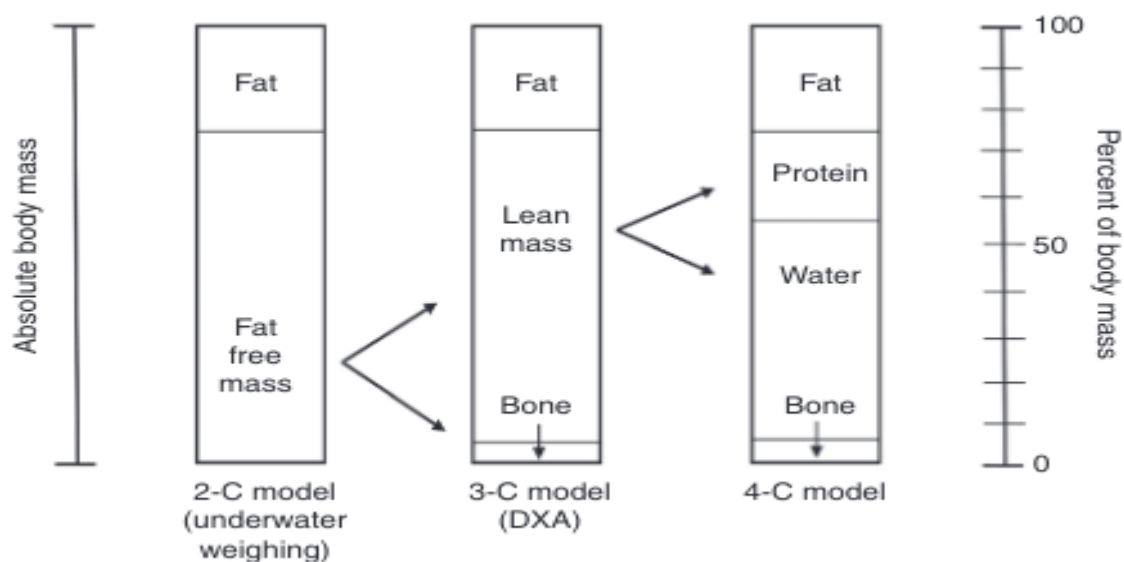 Absolute body mass
Fat
Fat
free
mass
2-C model
(underwater
weighing)
Fat
Lean
mass
Bone
3-C model
(DXA)
Fat
Protein
Water
Bone
4-C model
100
50
0
Percent of body mass